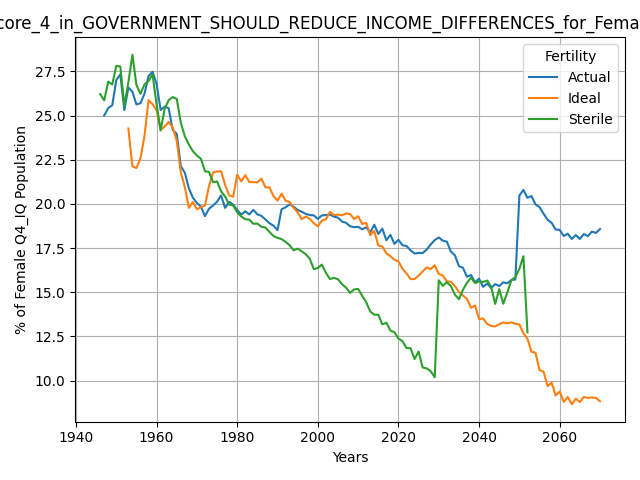 core_4_in_GOVERNMENT_SHOULD_REDUCE_INCOME_DIFFERENCES_for_Fema
Fertility
Actual
Ideal
Sterile
% of Female Q4_IQ Population
27.5
25.0
22.5
20.0
17.5
15.0
12.5
10.0
1940
1960
1980
2000
2020
2040
2060
Years